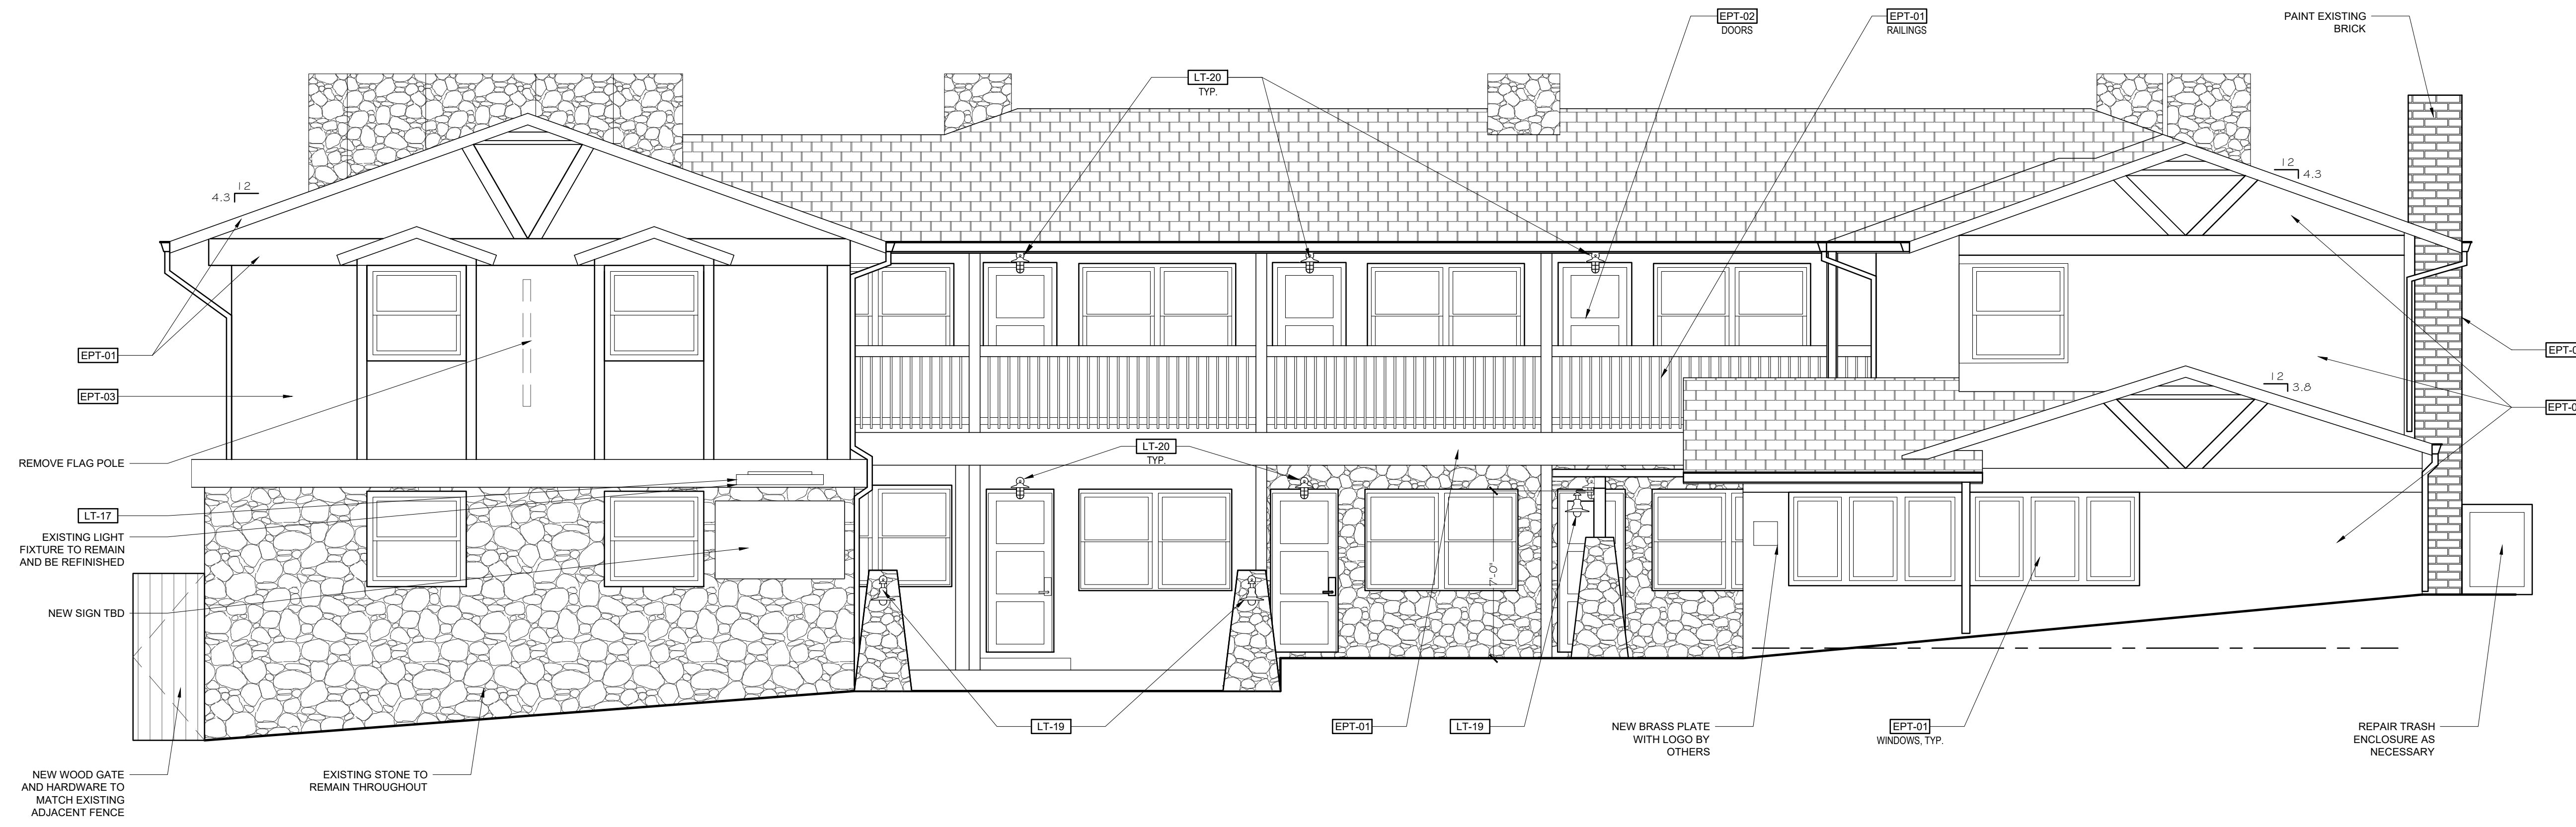 EPT-02
DOORS
EPT-01
RAILINGS
PAINT EXISTING
BRICK
LT-20
TYP.
12
4.3
12
4.3
EPT-01
EPT-03
REMOVE FLAG POLE
12
3.8
LT-20
TYP.
LT-17
EXISTING LIGHT
FIXTURE TO REMAIN
AND BE REFINISHED
NEW SIGN TBD
7'-0"
LT-19
EPT-01
LT-19
NEW BRASS PLATE
WITH LOGO BY
OTHERS
EPT-01
WINDOWS, TYP.
REPAIR TRASH
ENCLOSURE AS
NECESSARY
NEW WOOD GATE
AND HARDWARE TO
MATCH EXISTING
ADJACENT FENCE
EXISTING STONE TO
REMAIN THROUGHOUT